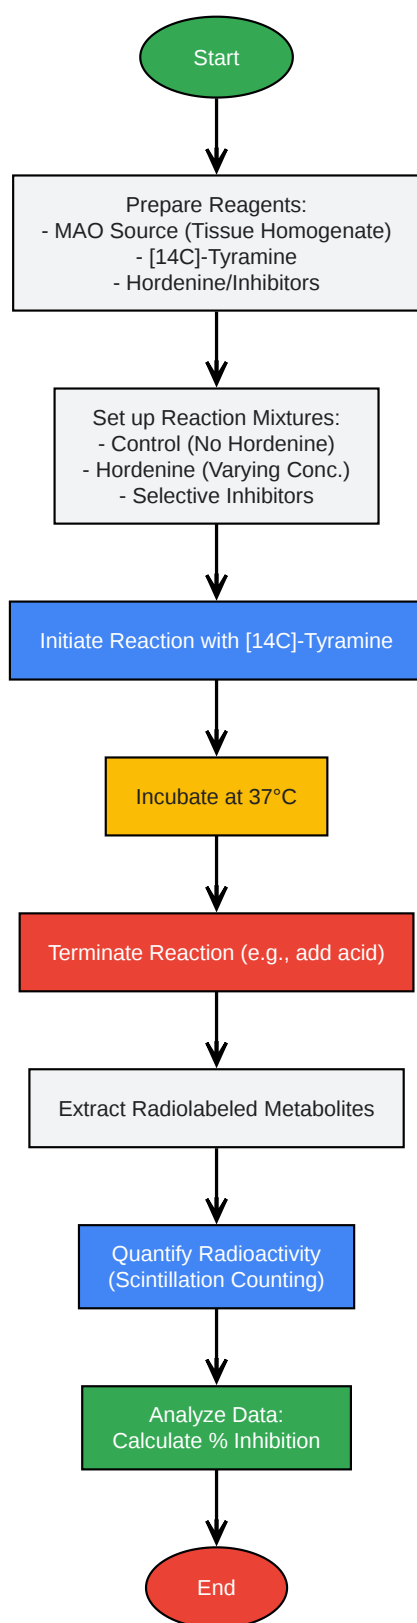 Start
Prepare Reagents:
- MAO Source (Tissue Homogenate)
- [14C]-Tyramine
- Hordenine/Inhibitors
Set up Reaction Mixtures:
- Control (No Hordenine)
- Hordenine (Varying Conc.)
- Selective Inhibitors
Initiate Reaction with [14C]-Tyramine
Incubate at 37°C
Terminate Reaction (e.g., add acid)
Extract Radiolabeled Metabolites
Quantify Radioactivity
(Scintillation Counting)
Analyze Data:
Calculate % Inhibition
End